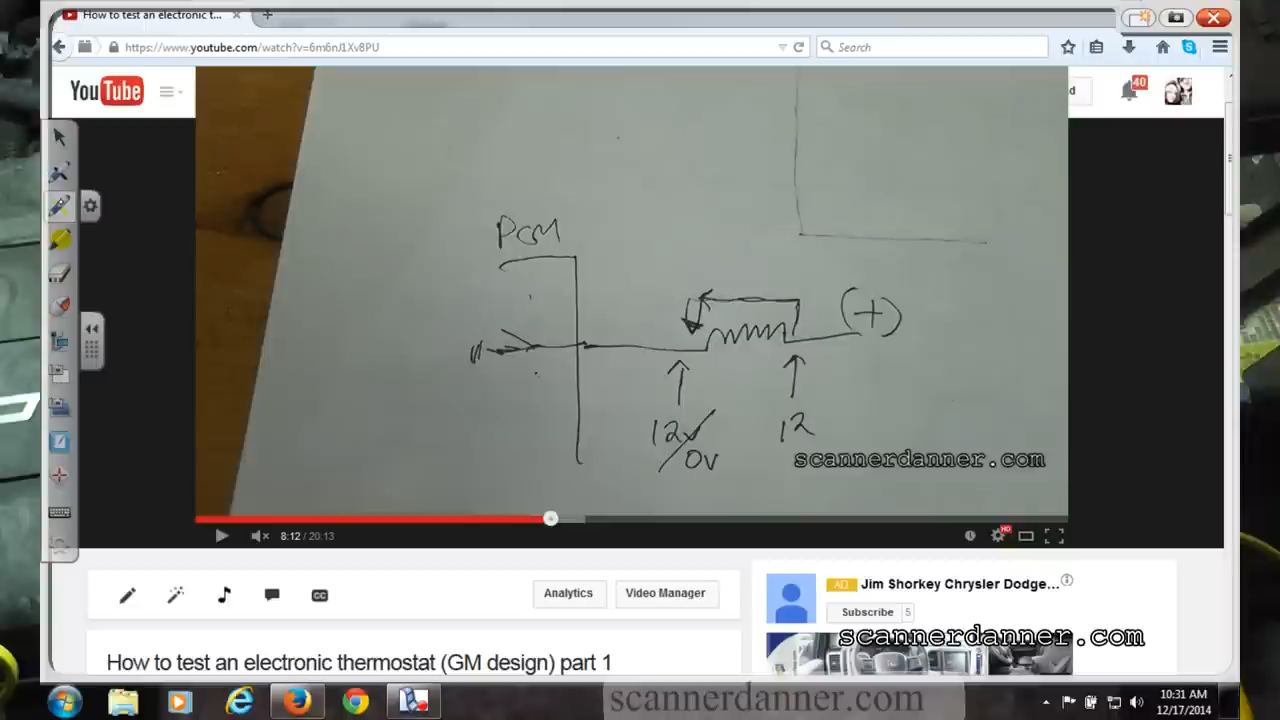 How to test an electronic t...
https://www.youtube.com/watch?v=6m6nJ1Xv8PU
Search
YouTube
d
40
PCM
(+)
12v
0v
12
scannerdanner.com
8:12 / 20:13
HD
CC
Analytics
Video Manager
AD
Jim Shorkey Chrysler Dodge...
Subscribe
5
scannerdanner.com
How to test an electronic thermostat (GM design) part 1
scannerdanner.com
10:31 AM
12/17/2014